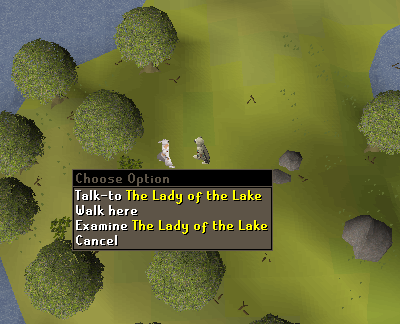 Choose Option
Talk-to The Lady of the Lake
Walk here
Examine The Lady of the Lake
Cancel